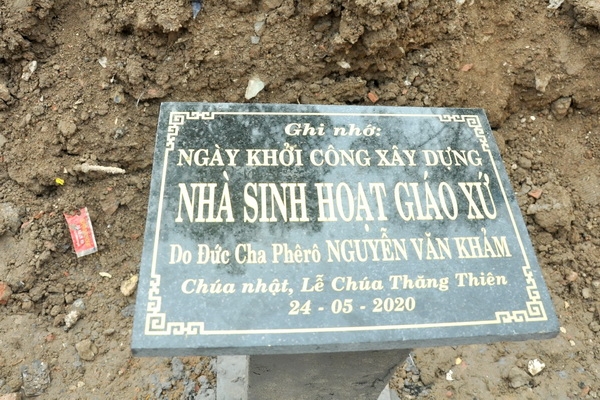 Ghi nhớ:
NGÀY KHỞI CÔNG XÂY DỰNG
NHÀ SINH HOẠT GIÁO XỨ
Do Đức Cha Phêrô NGUYỄN VĂN KHẢM
Chúa nhật, Lễ Chúa Thăng Thiên
24 - 05 - 2020